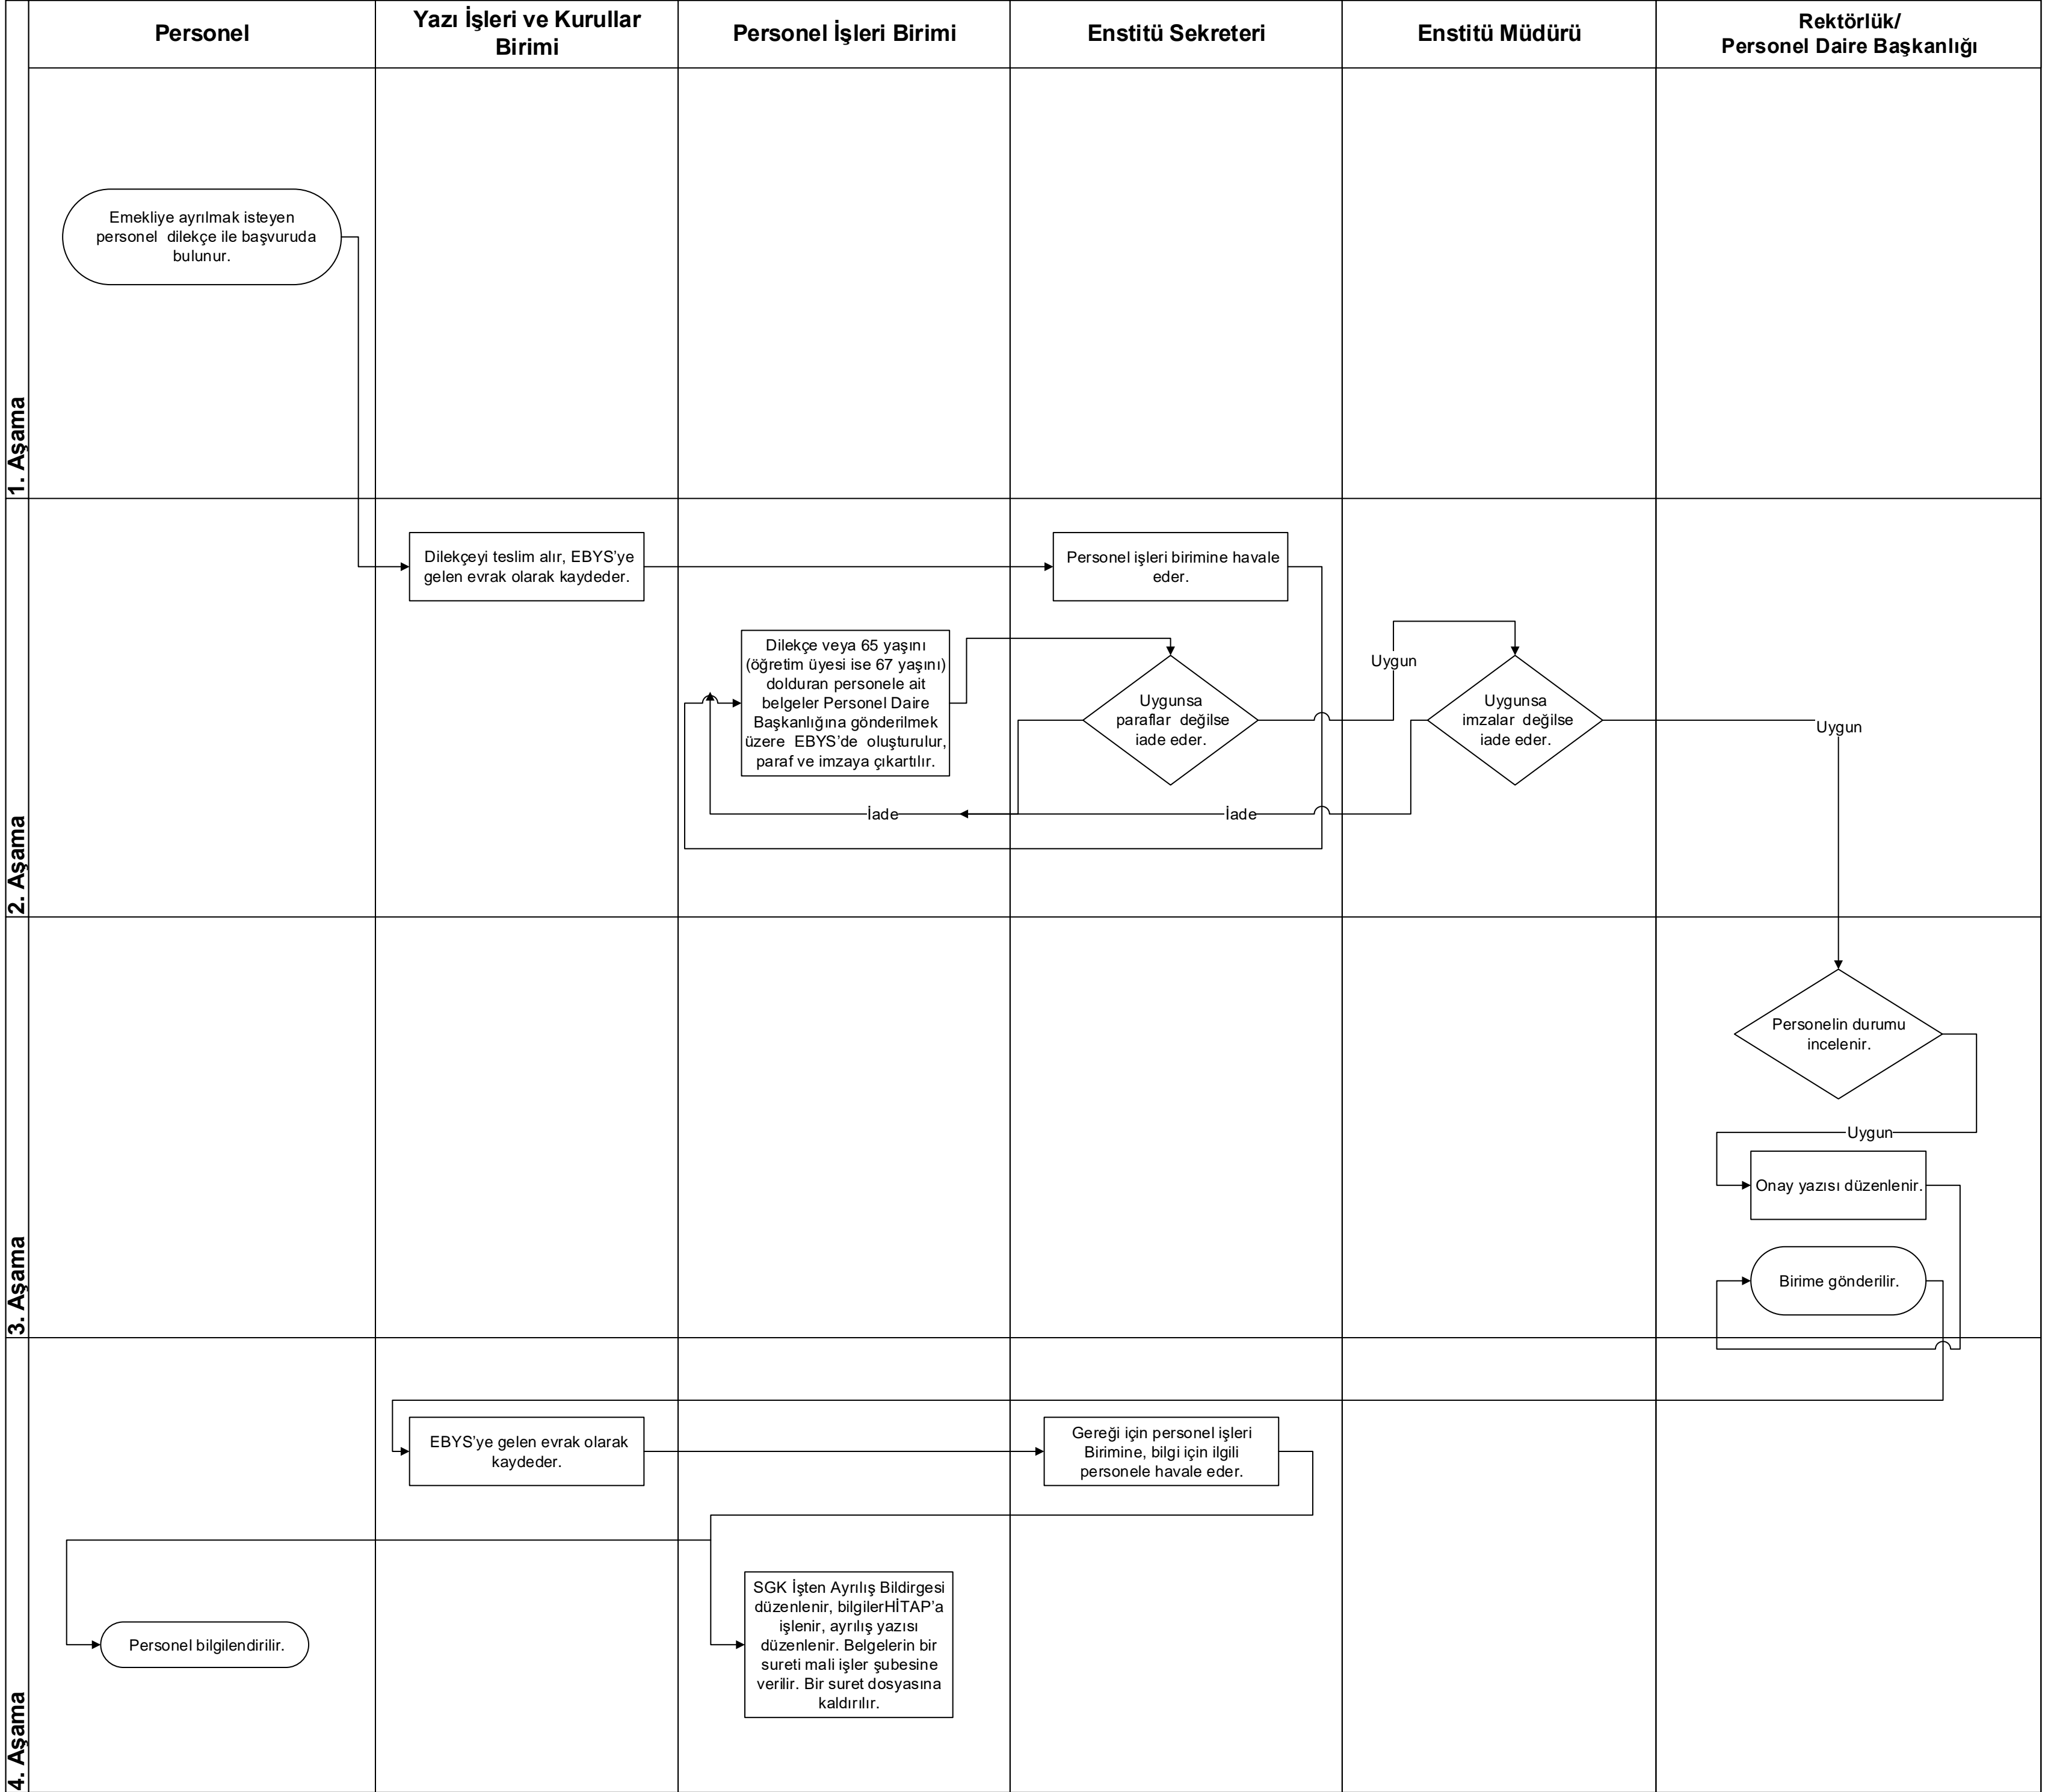 Personel
Yazı İşleri ve Kurullar
Birimi
Personel İşleri Birimi
Enstitü Sekreteri
Enstitü Müdürü
Rektörlük/
Personel Daire Başkanlığı
1. Aşama
Emekliye ayrılmak isteyen
personel dilekçe ile başvuruda
bulunur.
2. Aşama
Dilekçeyi teslim alır, EBYS’ye
gelen evrak olarak kaydeder.
Personel işleri birimine havale
eder.
Dilekçe veya 65 yaşını
(öğretim üyesi ise 67 yaşını)
dolduran personele ait
belgeler Personel Daire
Başkanlığına gönderilmek
üzere EBYS’de oluşturulur,
paraf ve imzaya çıkartılır.
Uygunsa
paraflar değilse
iade eder.
Uygun
Uygunsa
imzalar değilse
iade eder.
Uygun
İade
İade
3. Aşama
Personelin durumu
incelenir.
Uygun
Onay yazısı düzenlenir.
Birime gönderilir.
4. Aşama
EBYS’ye gelen evrak olarak
kaydeder.
Gereği için personel işleri
Birimine, bilgi için ilgili
personele havale eder.
Personel bilgilendirilir.
SGK İşten Ayrılış Bildirgesi
düzenlenir, bilgilerHİTAP’a
işlenir, ayrılış yazısı
düzenlenir. Belgelerin bir
sureti mali işler şubesine
verilir. Bir suret dosyasına
kaldırılır.